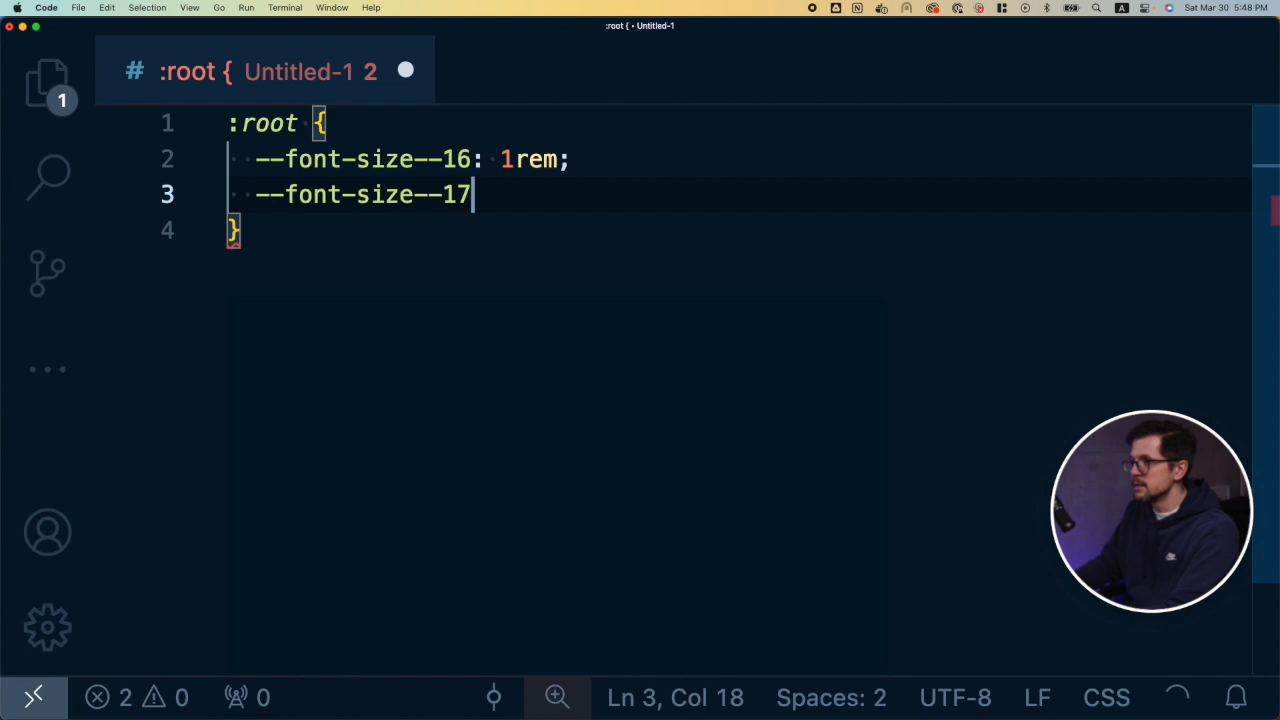 Code File Edit Selection View Go Run Terminal Window Help A Sat Mar 30 5:48 PM
:root { • Untitled-1
# :root { Untitled-1 2
1
1 :root {
2 --font-size--16: 1rem;
3 --font-size--17
4 }
2 0 0 Ln 3, Col 18 Spaces: 2 UTF-8 LF CSS